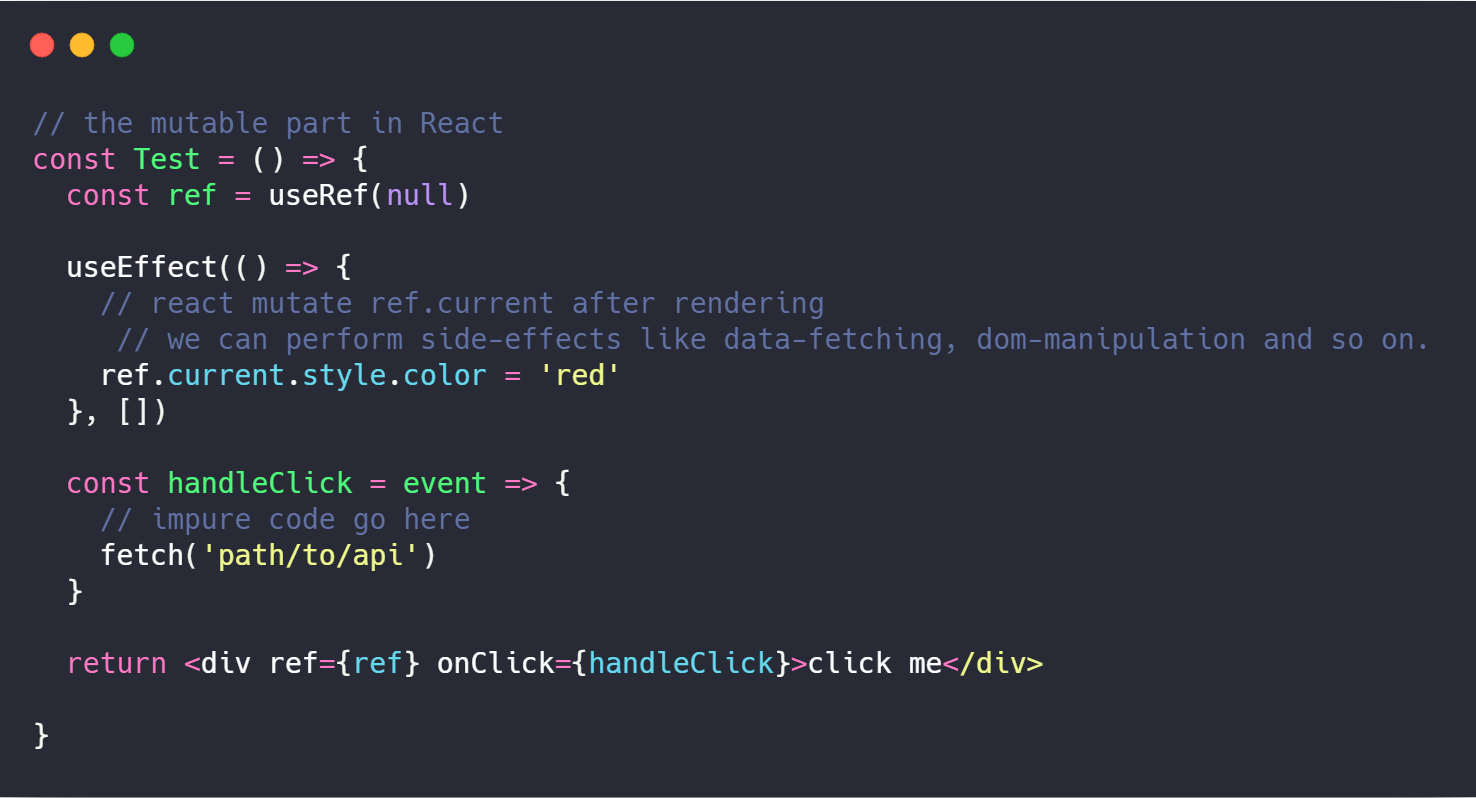 // the mutable part in React
const Test = () => {
  const ref = useRef(null)

  useEffect(() => {
    // react mutate ref.current after rendering
     // we can perform side-effects like data-fetching, dom-manipulation and so on.
    ref.current.style.color = 'red'
  }, [])

  const handleClick = event => {
    // impure code go here
    fetch('path/to/api')
  }

  return <div ref={ref} onClick={handleClick}>click me</div>

}